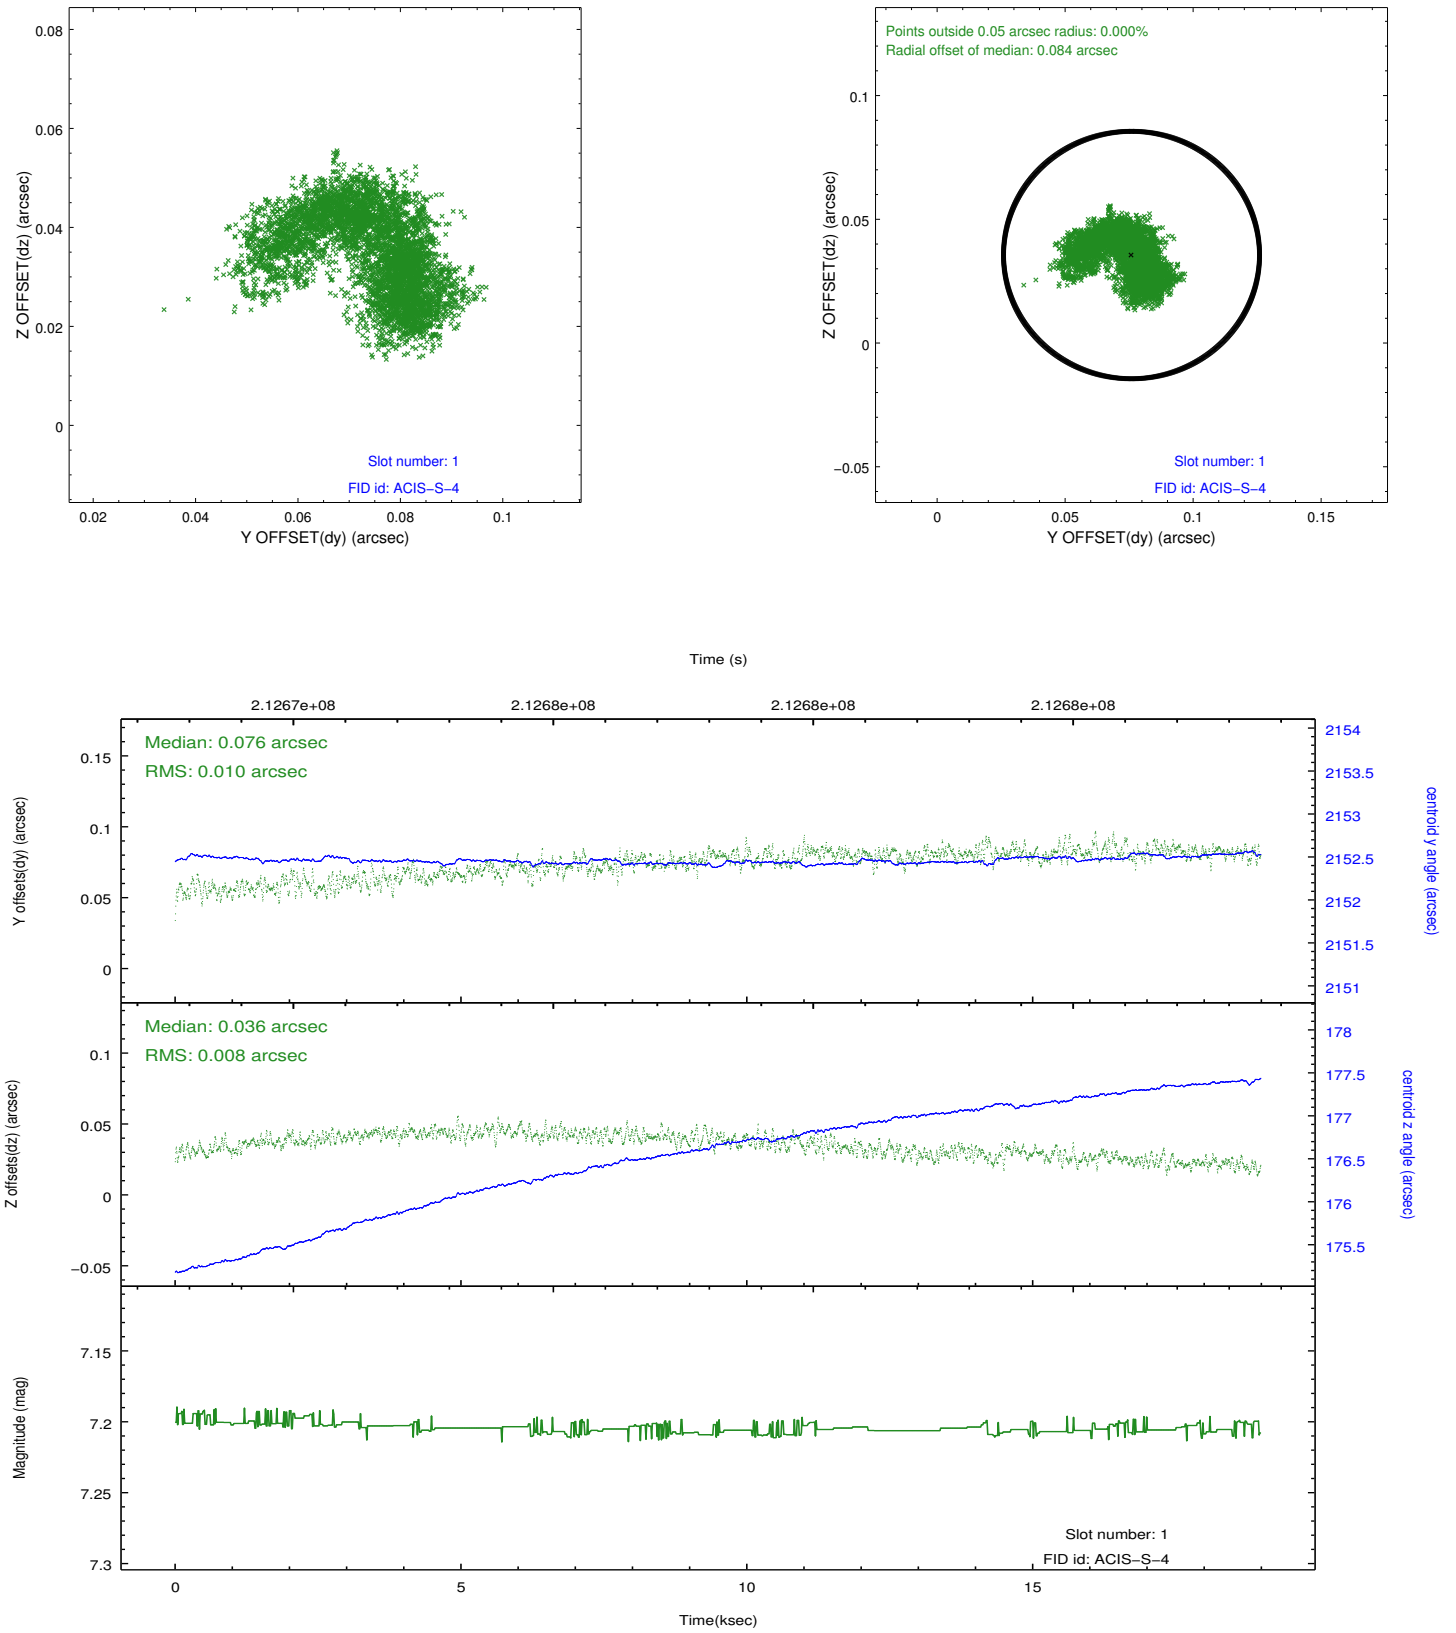 0.08
0.06
0.04
0.02
0
Z OFFSET(dz) (arcsec)
Slot number: 1
FID id: ACIS−S−4
0.02
0.04
0.06
0.08
0.1
Y OFFSET(dy) (arcsec)
Points outside 0.05 arcsec radius: 0.000%
Radial offset of median: 0.084 arcsec
0.1
0.05
0
−0.05
Z OFFSET(dz) (arcsec)
Slot number: 1
FID id: ACIS−S−4
0
0.05
0.1
0.15
Y OFFSET(dy) (arcsec)
Time (s)
2.1267e+08
2.1268e+08
2.1268e+08
2.1268e+08
Median: 0.076 arcsec
RMS: 0.010 arcsec
0.15
0.1
0.05
0
Y offsets(dy) (arcsec)
2154
2153.5
2153
2152.5
2152
2151.5
2151
centroid y angle (arcsec)
Median: 0.036 arcsec
RMS: 0.008 arcsec
0.1
0.05
0
−0.05
Z offsets(dz) (arcsec)
178
177.5
177
176.5
176
175.5
centroid z angle (arcsec)
7.15
7.2
7.25
7.3
Magnitude (mag)
Slot number: 1
FID id: ACIS−S−4
0
5
10
15
Time(ksec)